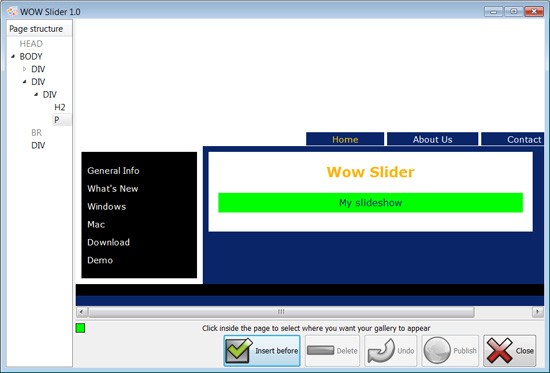 WOW Slider 1.0
Page structure
HEAD
BODY
DIV
DIV
DIV
H2
P
BR
DIV
Home About Us Contact
General Info
What's New
Windows
Mac
Download
Demo
Wow Slider
My slideshow
Click inside the page to select where you want your gallery to appear
Insert before Delete Undo Publish Close